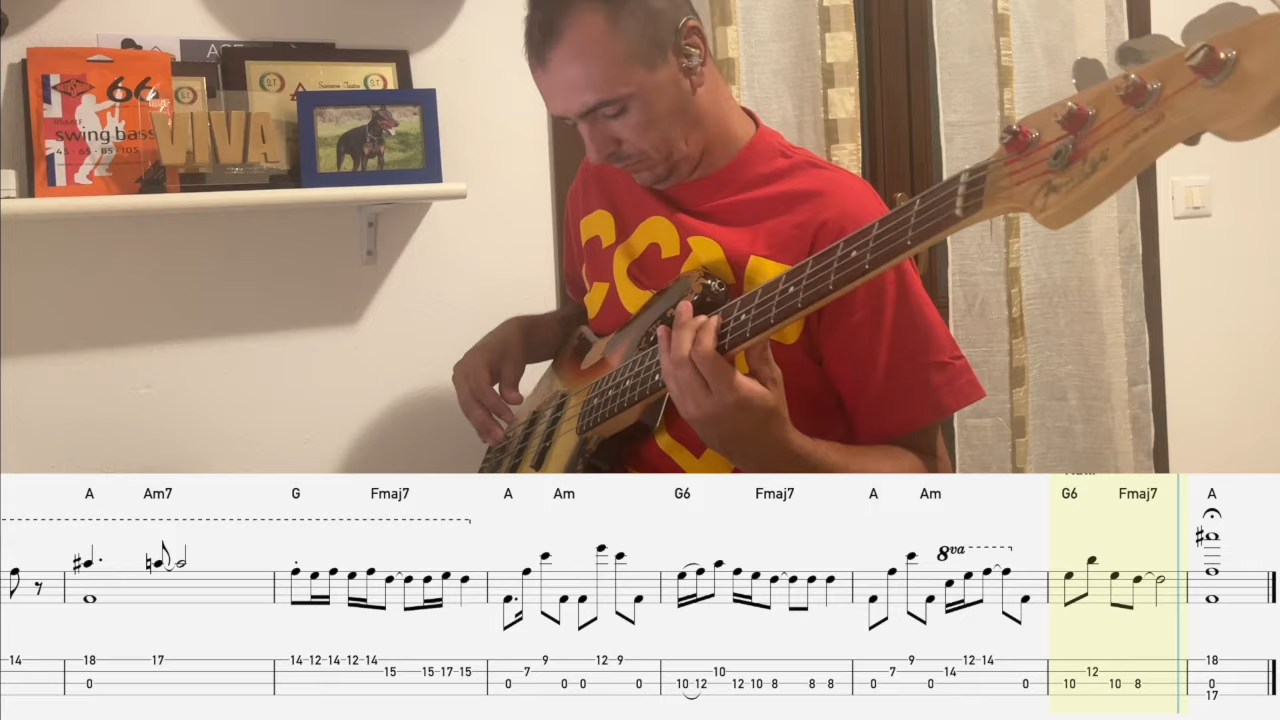 66
swing bass
45 · 65 · 85 · 105
VIVA
CCCP
A Am7 G Fmaj7 A Am G6 Fmaj7 A Am G6 Fmaj7 A
8va
14 18 17 14 12 14 12 14 9 12 9 9 12 14 18
15 15 17 15 7 10 7 14 12
0 0 0 0 0 10 12 12 10 8 8 8 0 0 0 10 10 8 0
17